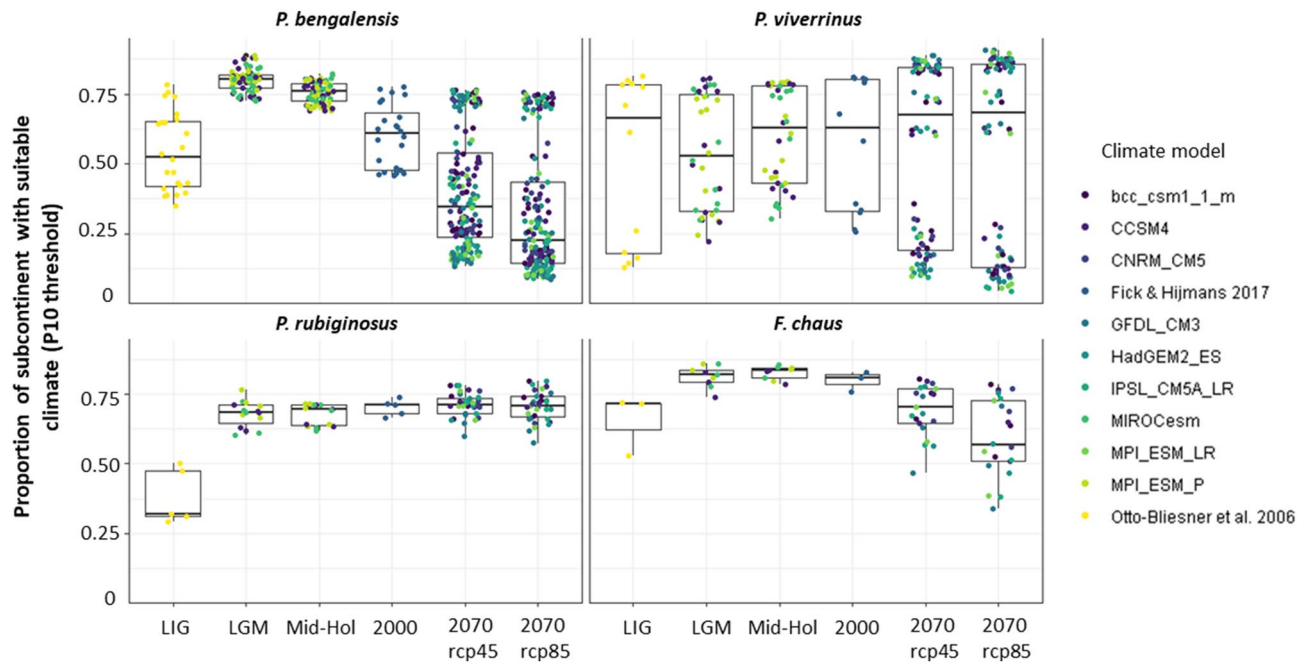 P. bengalensis
P. viverrinus
0.75
0.50
0.25
0
P. rubiginosus
F. chaus
0.75
0.50
0.25
0
Proportion of subcontinent with suitable
climate (P10 threshold)
LIG LGM Mid-Hol 2000 2070 2070
rcp45 rcp85
LIG LGM Mid-Hol 2000 2070 2070
rcp45 rcp85
Climate model
bcc_csm1_1_m
CCSM4
CNRM_CM5
Fick & Hijmans 2017
GFDL_CM3
HadGEM2_ES
IPSL_CM5A_LR
MIROCesm
MPI_ESM_LR
MPI_ESM_P
Otto-Bliesner et al. 2006